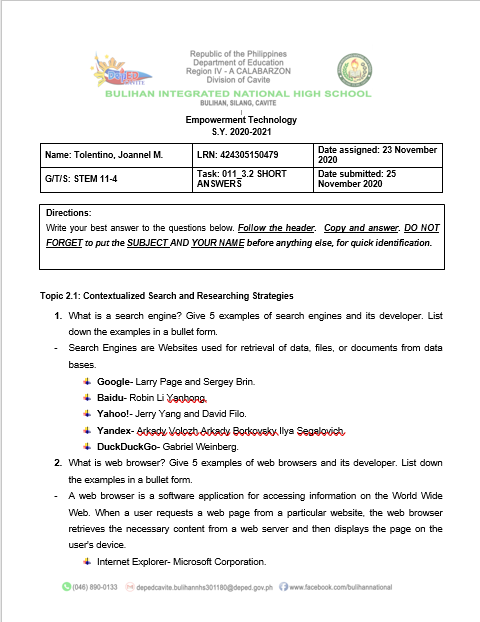 Republic of the Philippines
Department of Education
Region IV - A CALABARZON
Division of Cavite
BULIHAN INTEGRATED NATIONAL HIGH SCHOOL
BULIHAN, SILANG, CAVITE
Empowerment Technology
S.Y. 2020-2021
Name: Tolentino, Joannel M.
LRN: 424305150479
Date assigned: 23 November
2020
G/T/S: STEM 11-4
Task: 011_3.2 SHORT
ANSWERS
Date submitted: 25
November 2020
Directions:
Write your best answer to the questions below. Follow the header. Copy and answer. DO NOT
FORGET to put the SUBJECT AND YOUR NAME before anything else, for quick identification.
Topic 2.1: Contextualized Search and Researching Strategies
1. What is a search engine? Give 5 examples of search engines and its developer. List
down the examples in a bullet form.
- Search Engines are Websites used for retrieval of data, files, or documents from data
bases.
Google- Larry Page and Sergey Brin.
Baidu- Robin Li Yanhong.
Yahoo!- Jerry Yang and David Filo.
Yandex- Arkady Volozh Arkady Borkovsky Ilya Segalovich.
DuckDuckGo- Gabriel Weinberg.
2. What is web browser? Give 5 examples of web browsers and its developer. List down
the examples in a bullet form.
- A web browser is a software application for accessing information on the World Wide
Web. When a user requests a web page from a particular website, the web browser
retrieves the necessary content from a web server and then displays the page on the
user's device.
Internet Explorer- Microsoft Corporation.
(046) 890-0133 depedcavite.bulihannhs301180@deped.gov.ph www.facebook.com/bulihannational